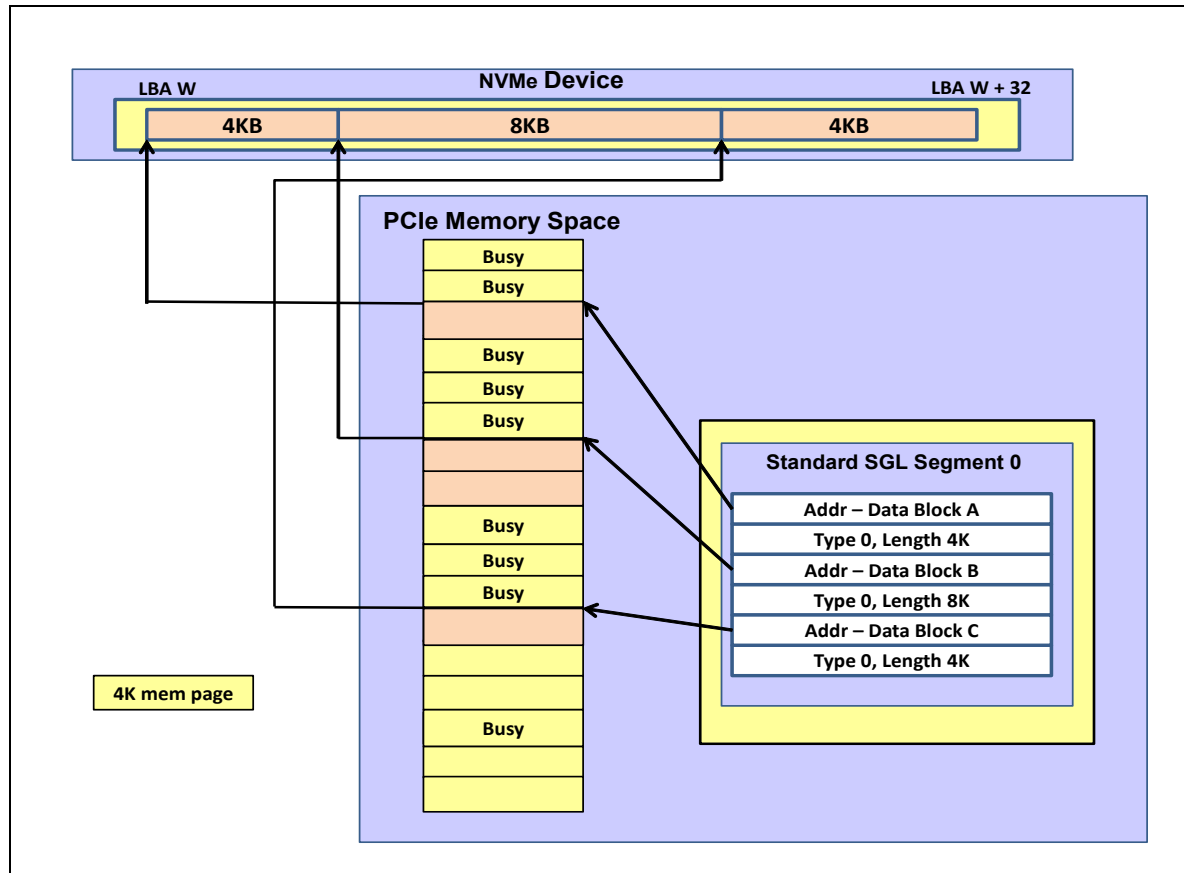 NVMe Device
LBA W
LBA W + 32
4KB
8KB
4KB
PCIe Memory Space
Busy
Busy
Busy
Busy
Busy
Busy
Busy
Busy
Busy
Standard SGL Segment 0
Addr – Data Block A
Type 0, Length 4K
Addr – Data Block B
Type 0, Length 8K
Addr – Data Block C
Type 0, Length 4K
4K mem page